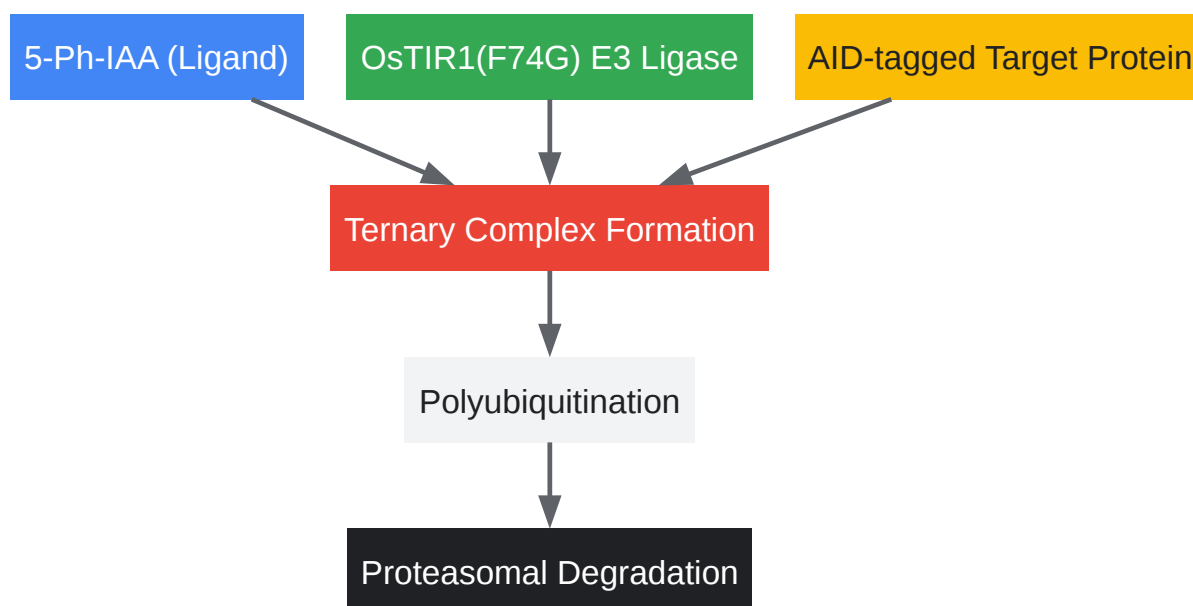 5-Ph-IAA (Ligand)
OsTIR1(F74G) E3 Ligase
AID-tagged Target Protein
Ternary Complex Formation
Polyubiquitination
Proteasomal Degradation